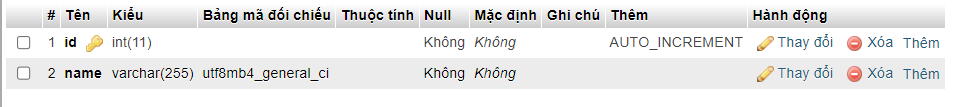 # Tên Kiểu Bảng mã đối chiếu Thuộc tính Null Mặc định Ghi chú Thêm Hành động
1 id int(11) Không Không AUTO_INCREMENT Thay đổi Xóa Thêm
2 name varchar(255) utf8mb4_general_ci Không Không Thay đổi Xóa Thêm